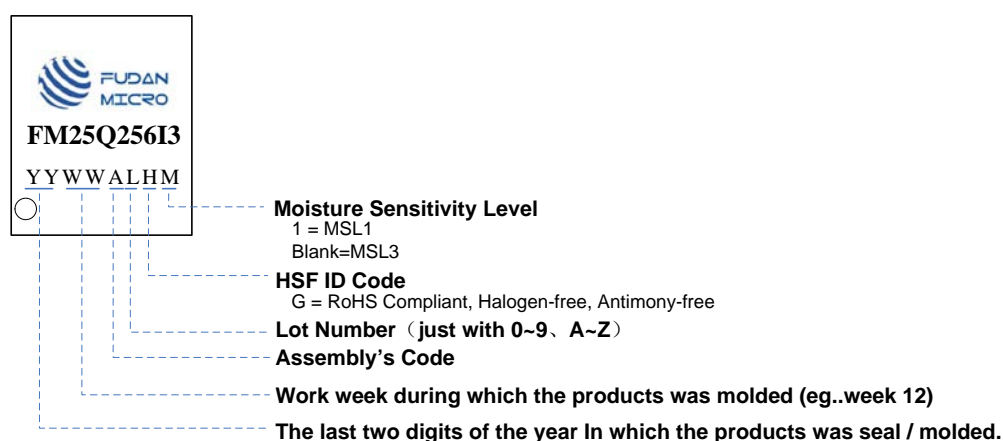 FUDAN
MICRO
FM25Q256I3
YYWWALHM
Moisture Sensitivity Level
1 = MSL1
Blank=MSL3
HSF ID Code
G = RoHS Compliant, Halogen-free, Antimony-free
Lot Number（just with 0~9、A~Z）
Assembly's Code
Work week during which the products was molded (eg..week 12)
The last two digits of the year In which the products was seal / molded.